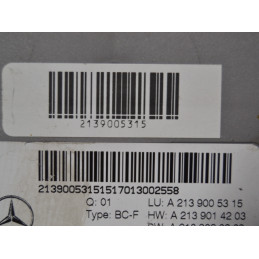 2139005315
21390053151517013002558
Q: 01
LU: A 213 900 53 15
Type: BC-F
HW: A 213 901 42 03